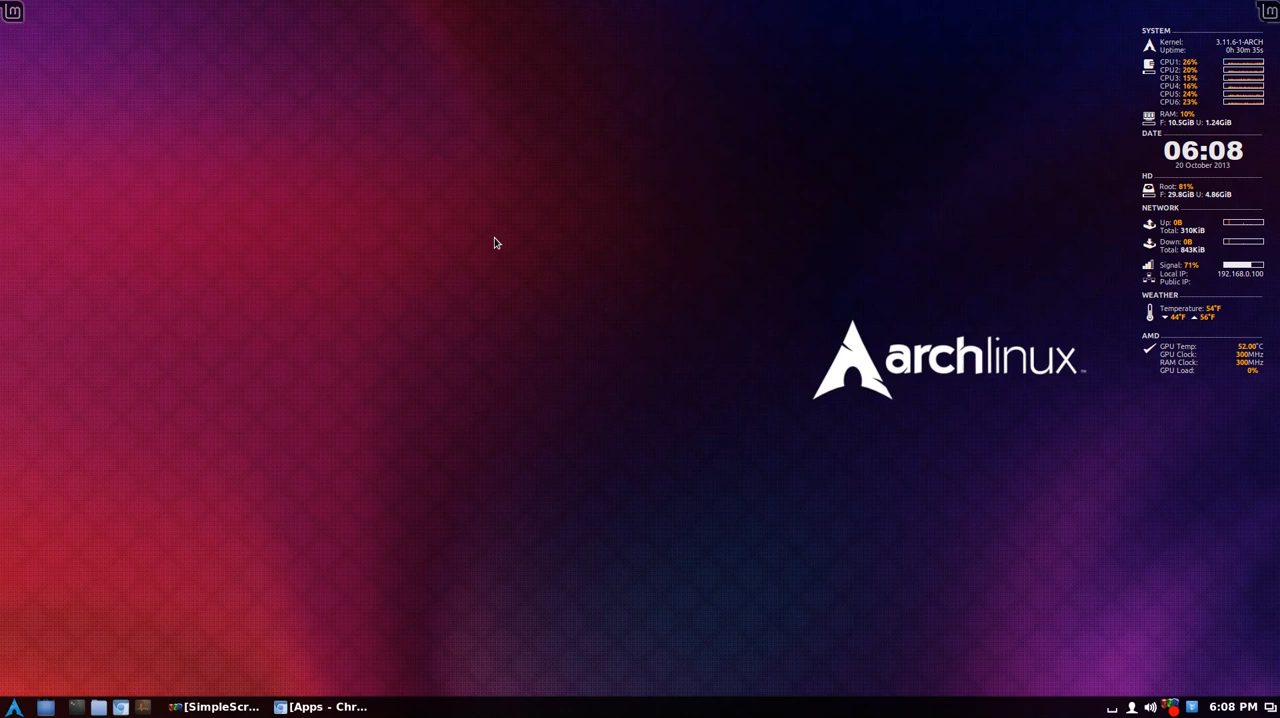 lm
lm
SYSTEM
Kernel: 3.11.6-1-ARCH
Uptime: 0h 30m 35s
CPU1: 26%
CPU2: 20%
CPU3: 15%
CPU4: 16%
CPU5: 24%
CPU6: 23%
RAM: 10%
F: 10.5GiB U: 1.24GiB
DATE
06:08
20 October 2013
HD
Root: 81%
F: 29.8GiB U: 4.86GiB
NETWORK
Up: 0B
Total: 310KiB
Down: 0B
Total: 843KiB
Signal: 71%
Local IP: 192.168.0.100
Public IP:
WEATHER
Temperature: 54°F
44°F 56°F
AMD
GPU Temp: 52.00°C
GPU Clock: 300MHz
RAM Clock: 300MHz
GPU Load: 0%
archlinux™
[SimpleScr...
[Apps - Chr...
6:08 PM